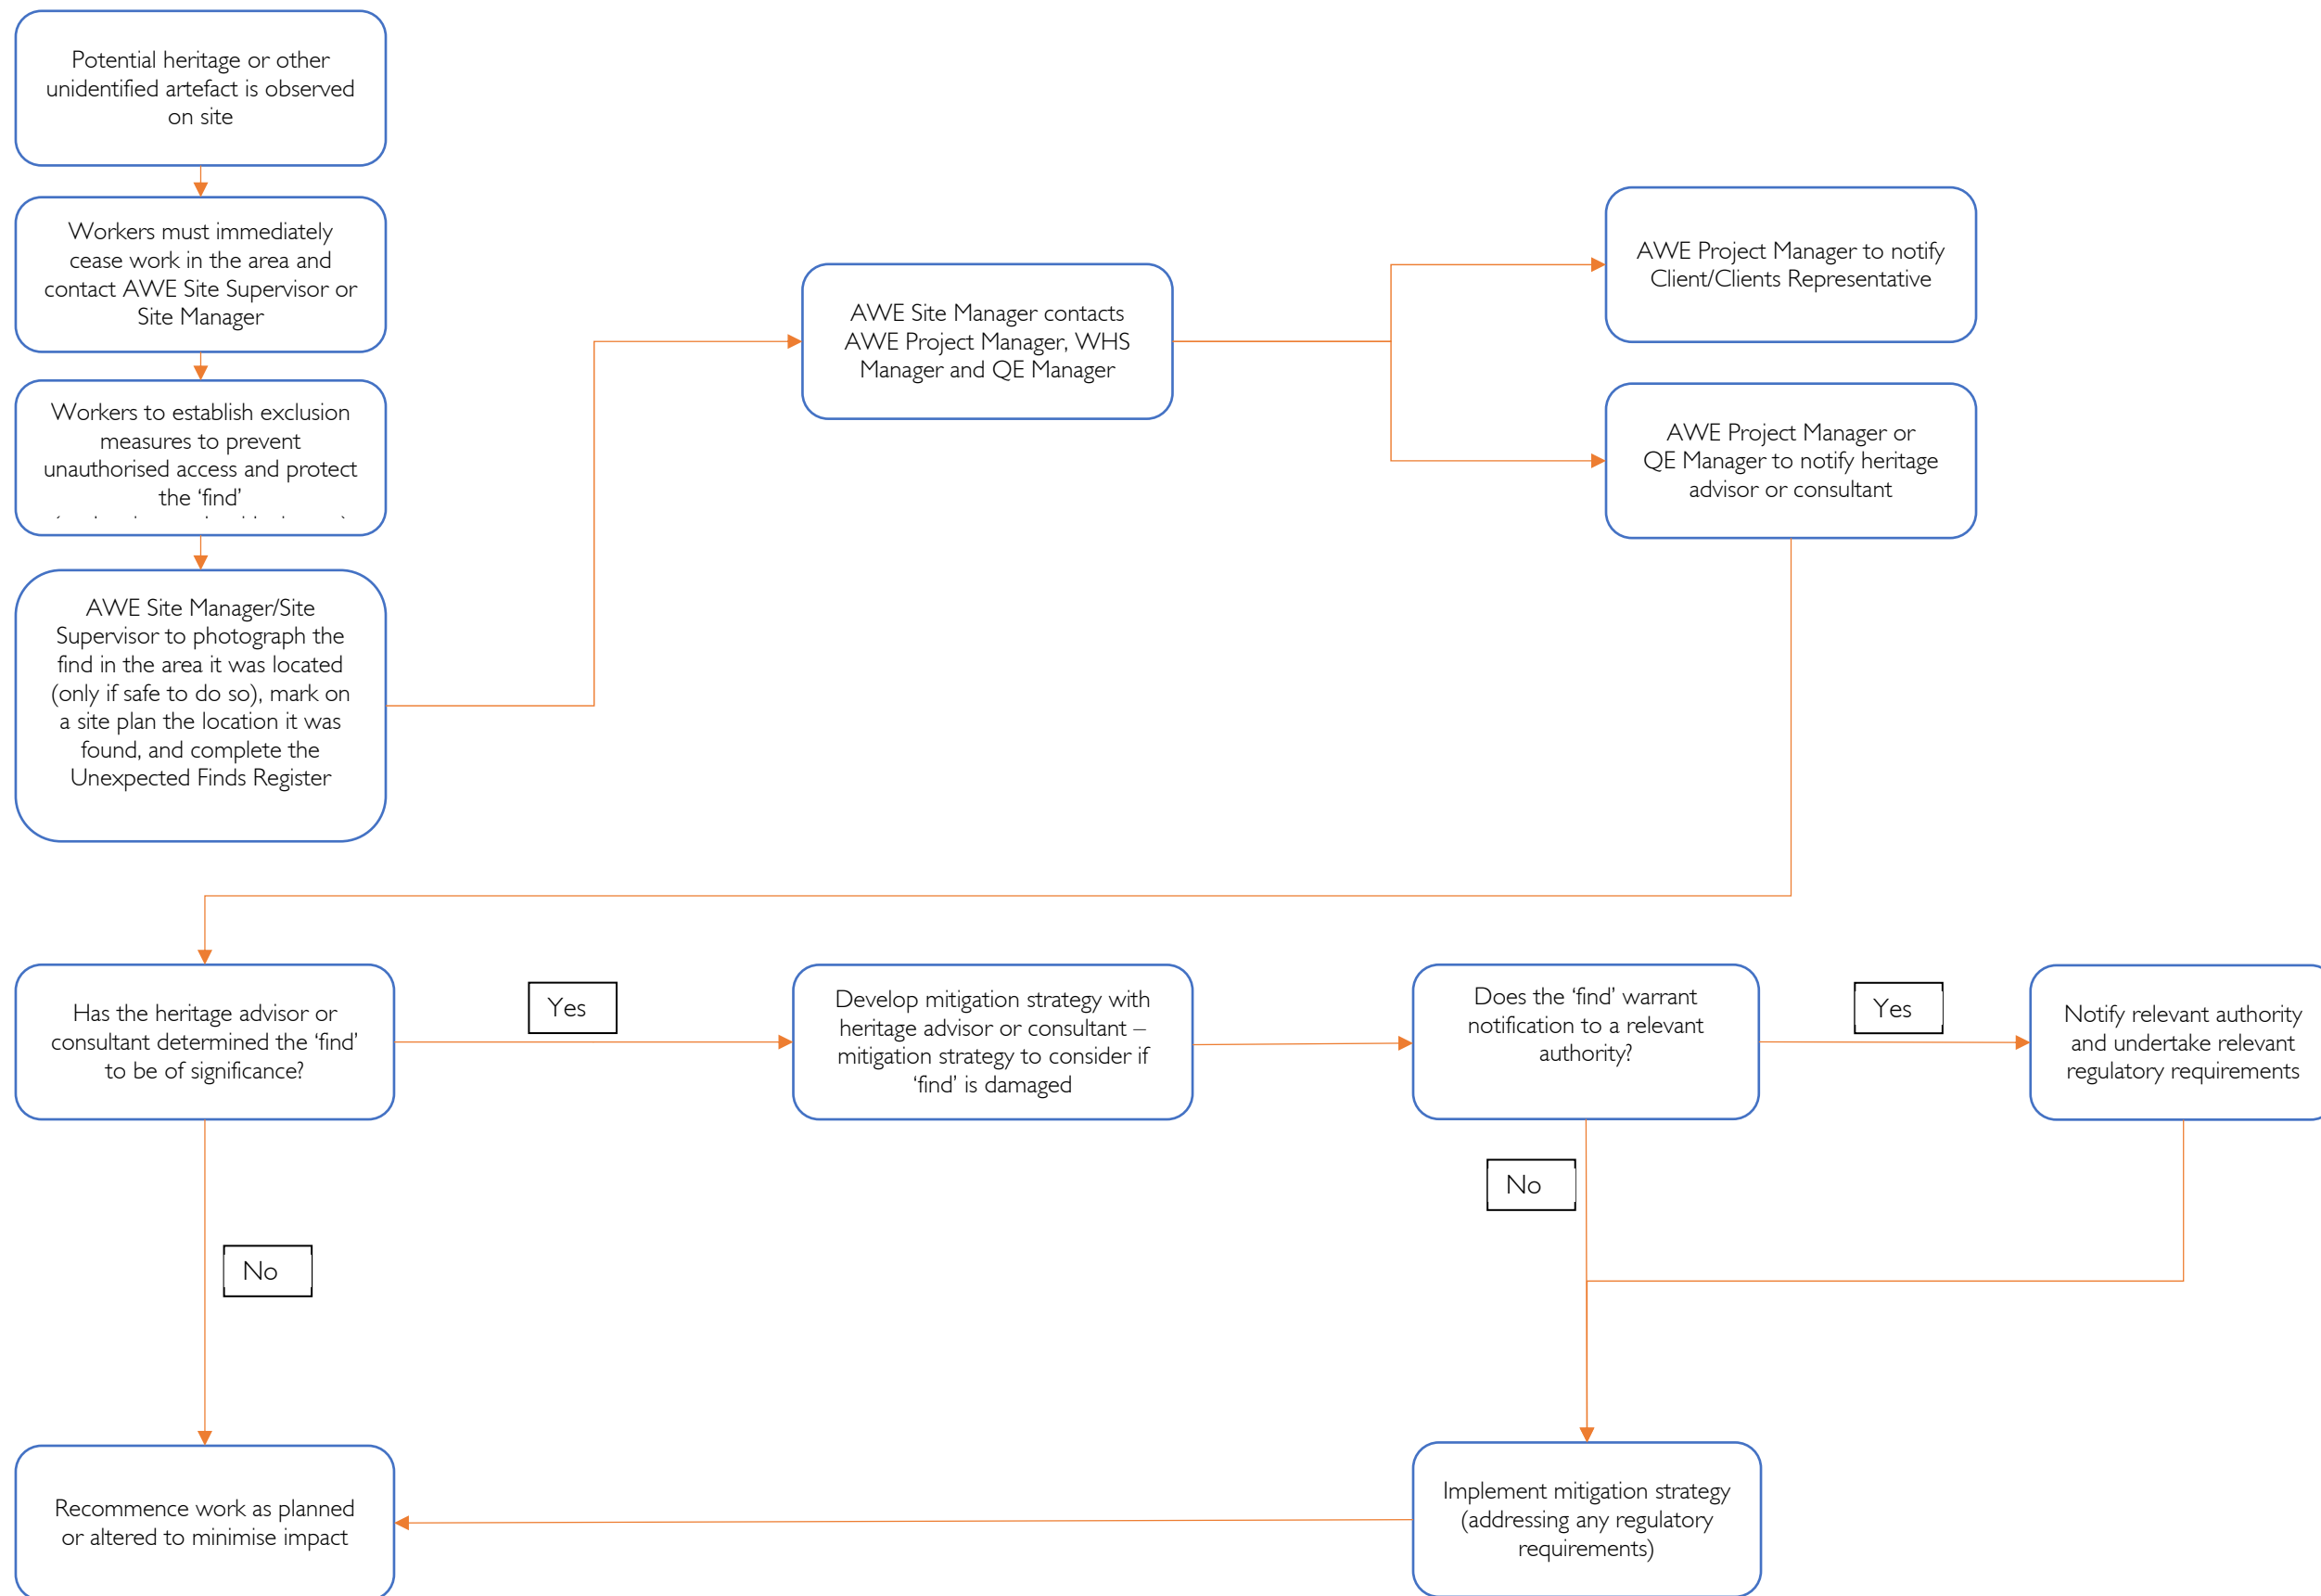 Potential heritage or other
unidentified artefact is observed
on site
Workers must immediately
cease work in the area and
contact AWE Site Supervisor or
Site Manager
Workers to establish exclusion
measures to prevent
unauthorised access and protect
the ‘find’
AWE Site Manager/Site
Supervisor to photograph the
find in the area it was located
(only if safe to do so), mark on
a site plan the location it was
found, and complete the
Unexpected Finds Register
AWE Site Manager contacts
AWE Project Manager, WHS
Manager and QE Manager
AWE Project Manager to notify
Client/Clients Representative
AWE Project Manager or
QE Manager to notify heritage
advisor or consultant
Has the heritage advisor or
consultant determined the ‘find’
to be of significance?
Yes
Develop mitigation strategy with
heritage advisor or consultant –
mitigation strategy to consider if
‘find’ is damaged
Does the ‘find’ warrant
notification to a relevant
authority?
Yes
Notify relevant authority
and undertake relevant
regulatory requirements
No
No
Recommence work as planned
or altered to minimise impact
Implement mitigation strategy
(addressing any regulatory
requirements)